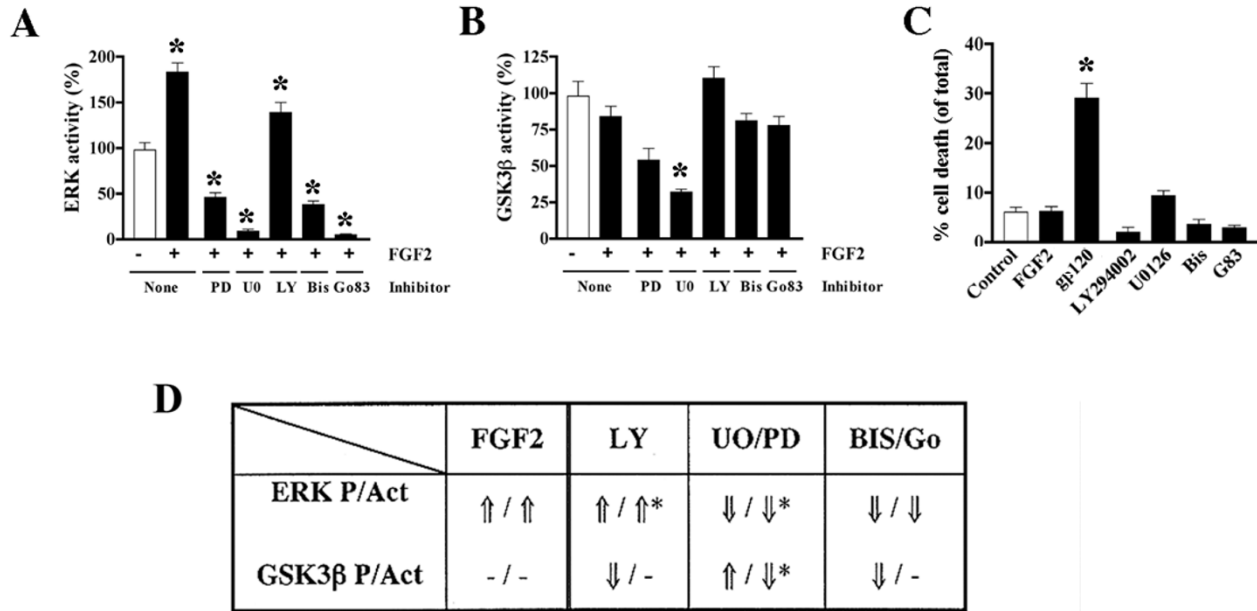 A
ERK activity (%)
200
150
100
50
0
* * * * * *
- + + + + + + FGF2
None PD U0 LY Bis Go83 Inhibitor
B
GSK3β activity (%)
125
100
75
50
25
0
*
- + + + + + + FGF2
None PD U0 LY Bis Go83 Inhibitor
C
% cell death (of total)
40
30
20
10
0
*
Control FGF2 gp120 LY294002 U0126 Bis G83
D
FGF2 LY UO/PD BIS/Go
ERK P/Act ⇑ / ⇑ ⇑ / ⇑* ⇓ / ⇓* ⇓ / ⇓
GSK3β P/Act - / - ⇓ / - ⇑ / ⇓* ⇓ / -